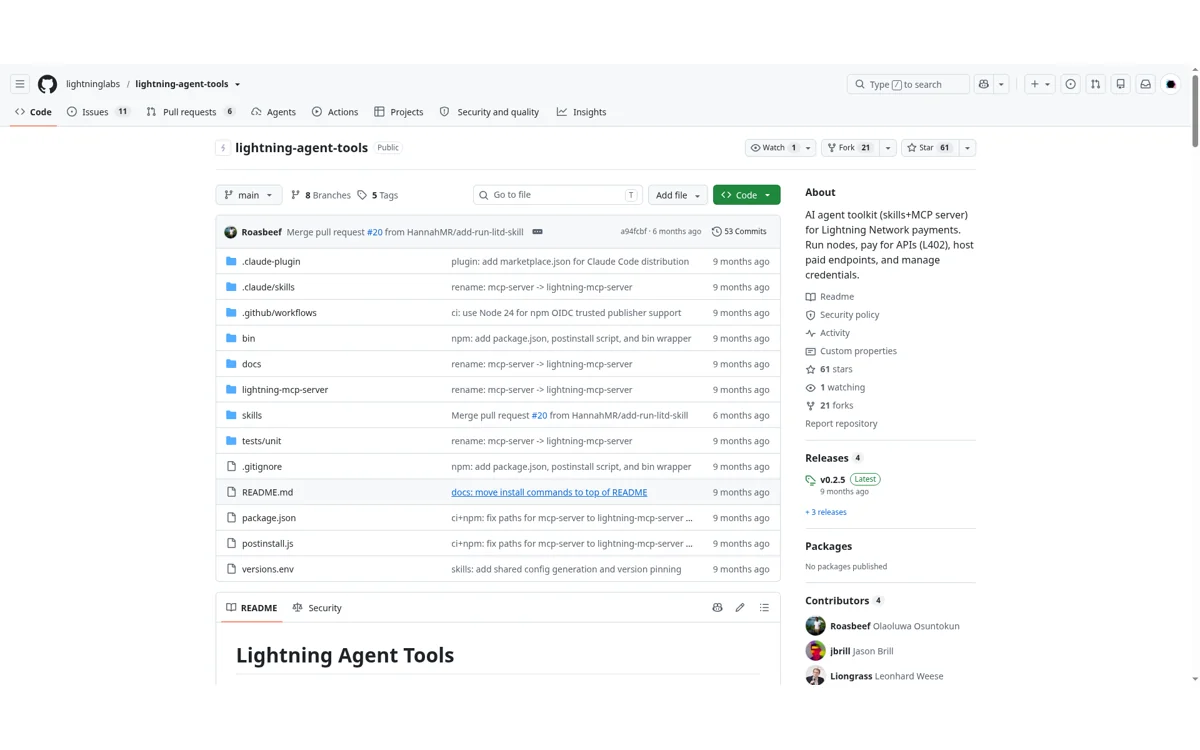 lightninglabs / lightning-agent-tools
Type / to search
Code Issues 11 Pull requests 6 Agents Actions Projects Security and quality Insights
lightning-agent-tools Public
Watch 1 Fork 21 Star 61
main 8 Branches 5 Tags Go to file T Add file Code
Roasbeef Merge pull request #20 from HannahMR/add-run-litd-skill a94fcbf · 6 months ago 53 Commits
.claude-plugin plugin: add marketplace.json for Claude Code distribution 9 months ago
.claude/skills rename: mcp-server -> lightning-mcp-server 9 months ago
.github/workflows ci: use Node 24 for npm OIDC trusted publisher support 9 months ago
bin npm: add package.json, postinstall script, and bin wrapper 9 months ago
docs rename: mcp-server -> lightning-mcp-server 9 months ago
lightning-mcp-server rename: mcp-server -> lightning-mcp-server 9 months ago
skills Merge pull request #20 from HannahMR/add-run-litd-skill 6 months ago
tests/unit rename: mcp-server -> lightning-mcp-server 9 months ago
.gitignore npm: add package.json, postinstall script, and bin wrapper 9 months ago
README.md docs: move install commands to top of README 9 months ago
package.json ci+npm: fix paths for mcp-server to lightning-mcp-server ... 9 months ago
postinstall.js ci+npm: fix paths for mcp-server to lightning-mcp-server ... 9 months ago
versions.env skills: add shared config generation and version pinning 9 months ago
README Security
Lightning Agent Tools
About
AI agent toolkit (skills+MCP server)
for Lightning Network payments.
Run nodes, pay for APIs (L402), host
paid endpoints, and manage
credentials.
Readme
Security policy
Activity
Custom properties
61 stars
1 watching
21 forks
Report repository
Releases 4
v0.2.5 Latest
9 months ago
+ 3 releases
Packages
No packages published
Contributors 4
Roasbeef Olaoluwa Osuntokun
jbrill Jason Brill
Liongrass Leonhard Weese